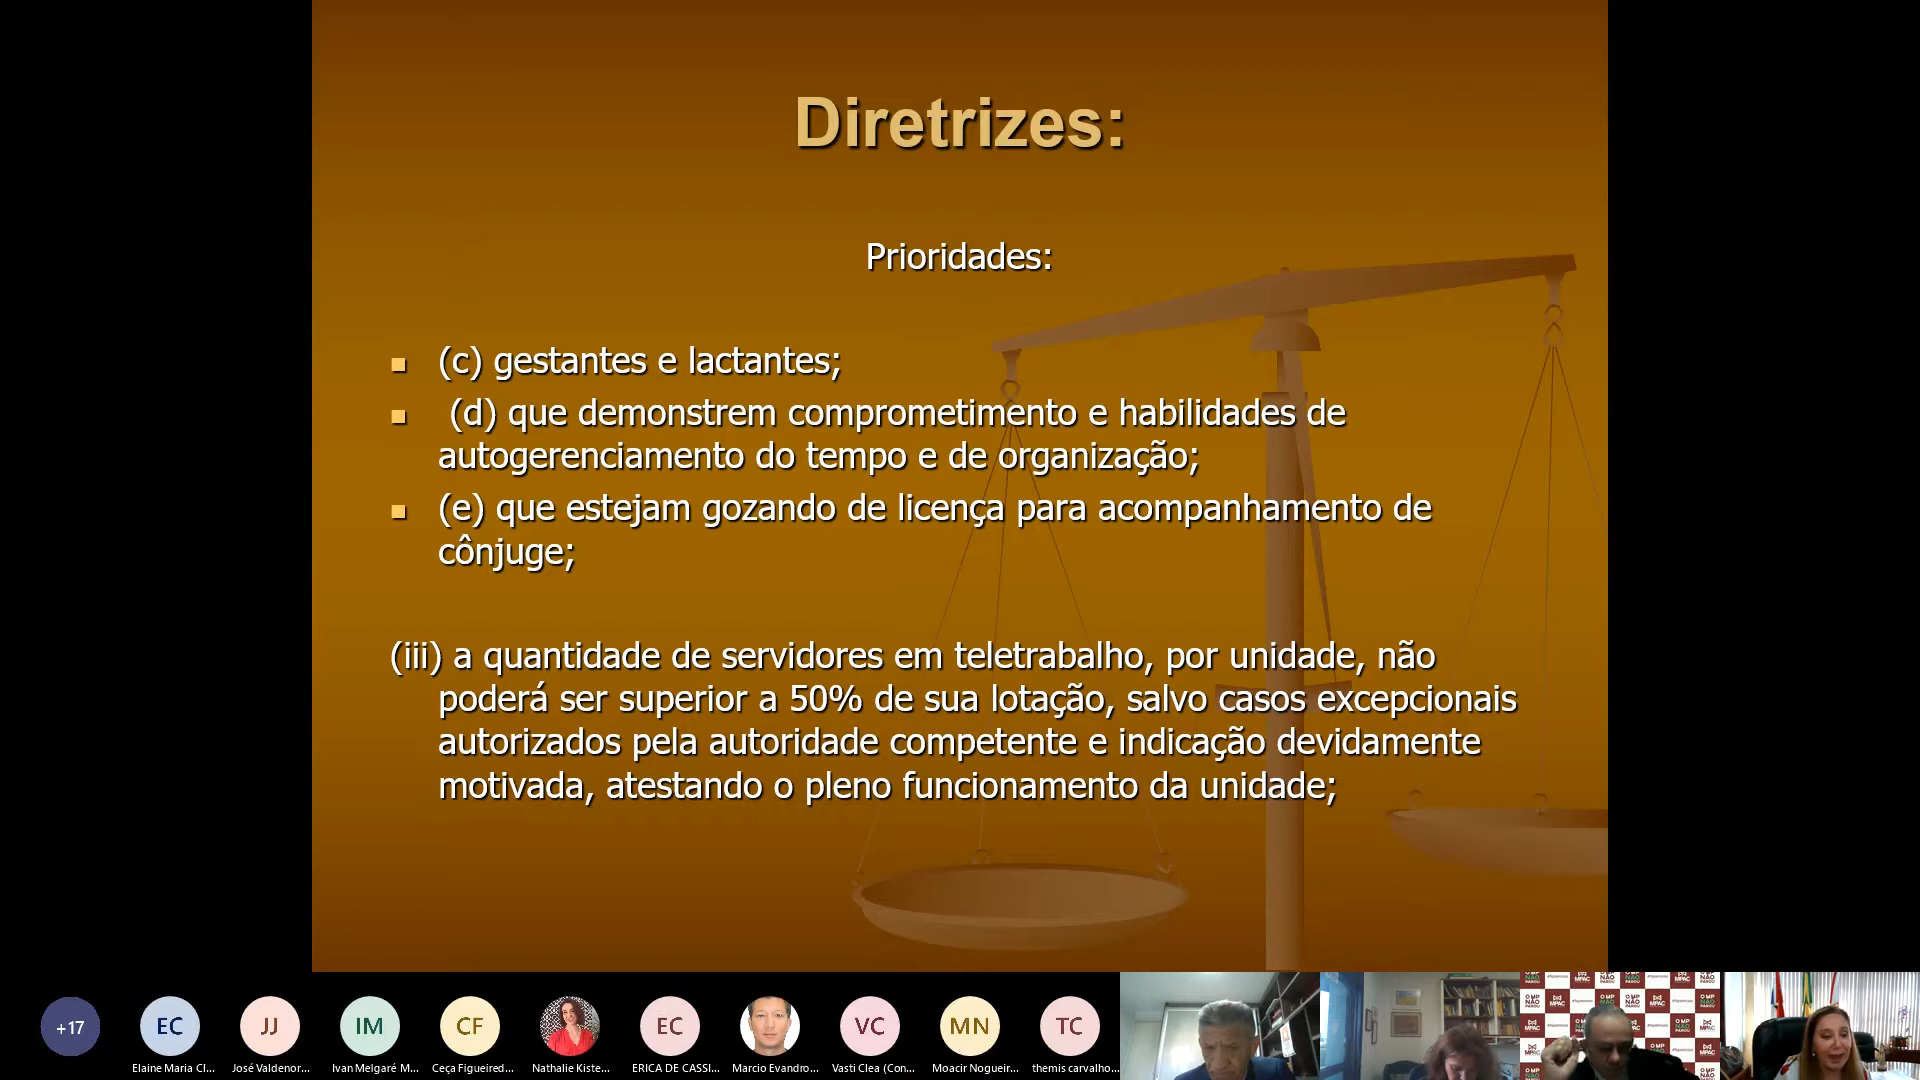 Diretrizes:
Prioridades:
(c) gestantes e lactantes;
(d) que demonstrem comprometimento e habilidades de
autogerenciamento do tempo e de organização;
(e) que estejam gozando de licença para acompanhamento de
cônjuge;
(iii) a quantidade de servidores em teletrabalho, por unidade, não
poderá ser superior a 50% de sua lotação, salvo casos excepcionais
autorizados pela autoridade competente e indicação devidamente
motivada, atestando o pleno funcionamento da unidade;
+17
EC
JJ
IM
CF
EC
VC
MN
TC
Elaine Maria Cl...
José Valdenor...
Ivan Melgaré M...
Ceça Figueired...
Nathalie Kiste...
ERICA DE CASSI...
Marcio Evandro...
Vasti Clea (Con...
Moacir Nogueir...
themis carvalho...
O MP NÃO PAROU
MPAC